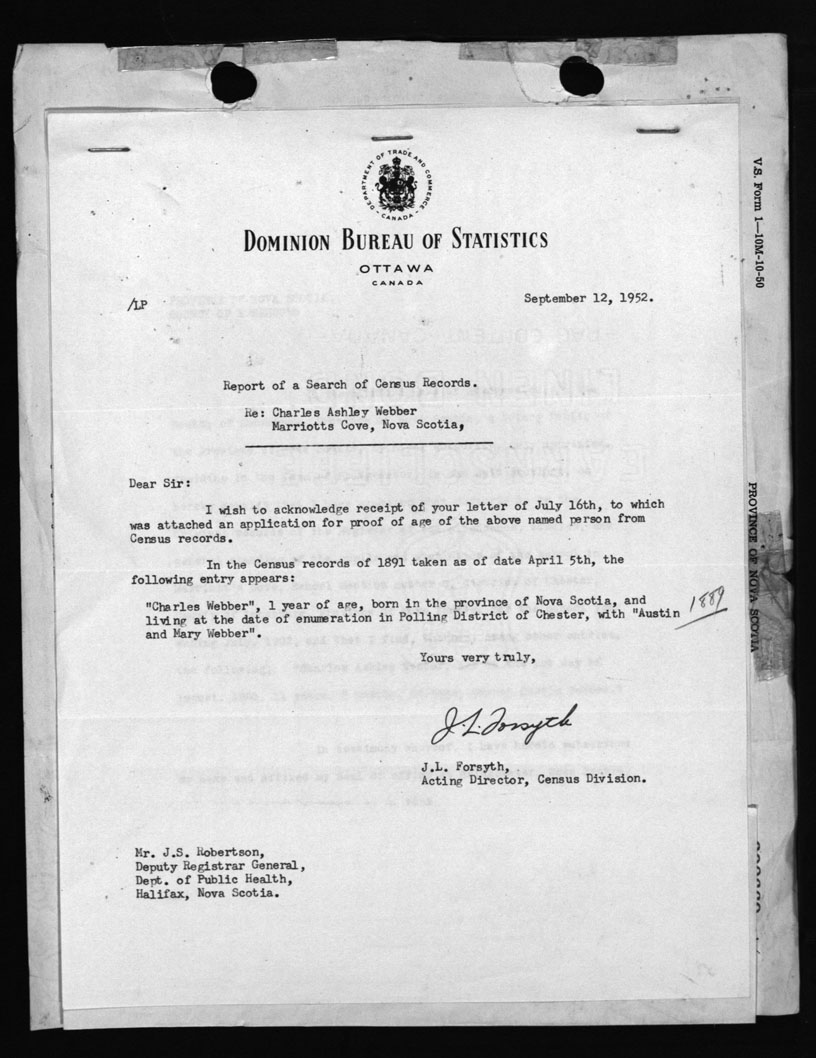 DEPARTMENT OF TRADE AND COMMERCE
CANADA
DOMINION BUREAU OF STATISTICS
OTTAWA
CANADA
/LP
September 12, 1952.
Report of a Search of Census Records.
Re: Charles Ashley Webber
Marriotts Cove, Nova Scotia,
Dear Sir:
I wish to acknowledge receipt of your letter of July 16th, to which
was attached an application for proof of age of the above named person from
Census records.
In the Census records of 1891 taken as of date April 5th, the
following entry appears:
"Charles Webber", 1 year of age, born in the province of Nova Scotia, and
living at the date of enumeration in Polling District of Chester, with "Austin
and Mary Webber".
1889
Yours very truly,
J.L. Forsyth
J.L. Forsyth,
Acting Director, Census Division.
Mr. J.S. Robertson,
Deputy Registrar General,
Dept. of Public Health,
Halifax, Nova Scotia.
V.S. Form 1—10M-10-50
PROVINCE OF NOVA SCOTIA